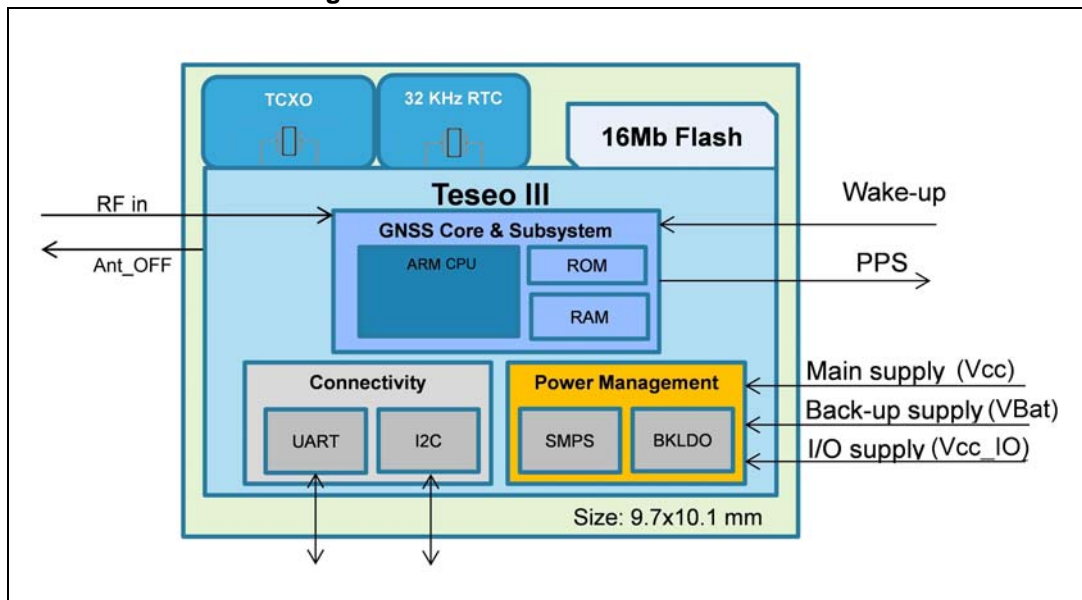 TCXO
32 KHz RTC
16Mb Flash
Teseo III
RF in
Wake-up
GNSS Core & Subsystem
Ant_OFF
ARM CPU
ROM
PPS
RAM
Connectivity
Power Management
Main supply (Vcc)
Back-up supply (VBat)
UART
I2C
SMPS
BKLDO
I/O supply (Vcc_IO)
Size: 9.7x10.1 mm